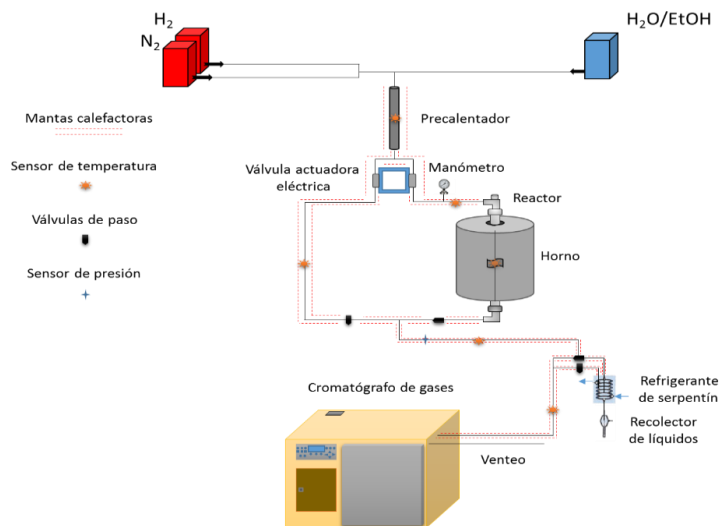 H₂
N₂
H₂O/EtOH
Mantas calefactoras
Precalentador
Sensor de temperatura
Válvula actuadora
eléctrica
Manómetro
Reactor
Válvulas de paso
Horno
Sensor de presión
Cromatógrafo de gases
Refrigerante
de serpentín
Recolector
de líquidos
Venteo